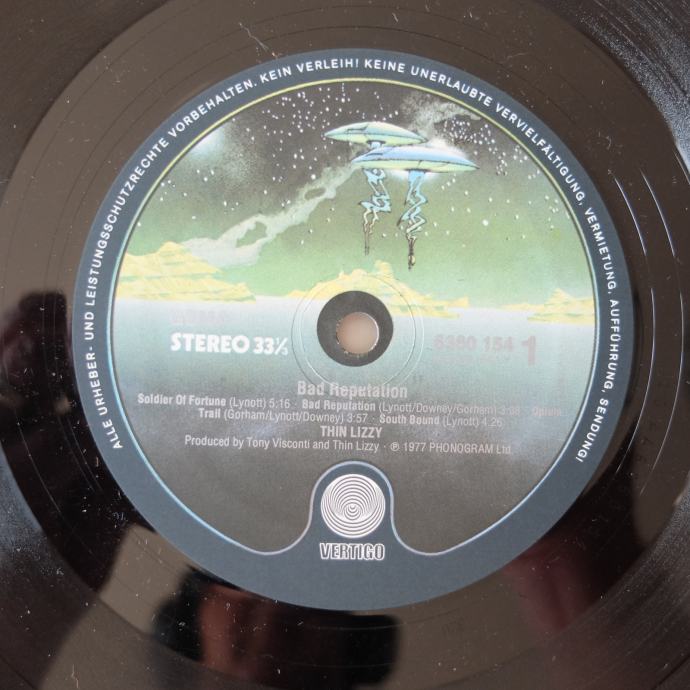 ALLE URHEBER- UND LEISTUNGSSCHUTZRECHTE VORBEHALTEN. KEIN VERLEIH! KEINE UNERLAUBTE VERVIELFÄLTIGUNG, VERMIETUNG, AUFFÜHRUNG, SENDUNG!
STEREO 33⅓
6360 154 1
Bad Reputation
Soldier Of Fortune (Lynott) 5:16 · Bad Reputation (Lynott/Downey/Gorham) 3:08 · Opium
Trail (Gorham/Lynott/Downey) 3:57 · South Bound (Lynott) 4:26
THIN LIZZY
Produced by Tony Visconti and Thin Lizzy · ℗ 1977 PHONOGRAM Ltd.
VERTIGO